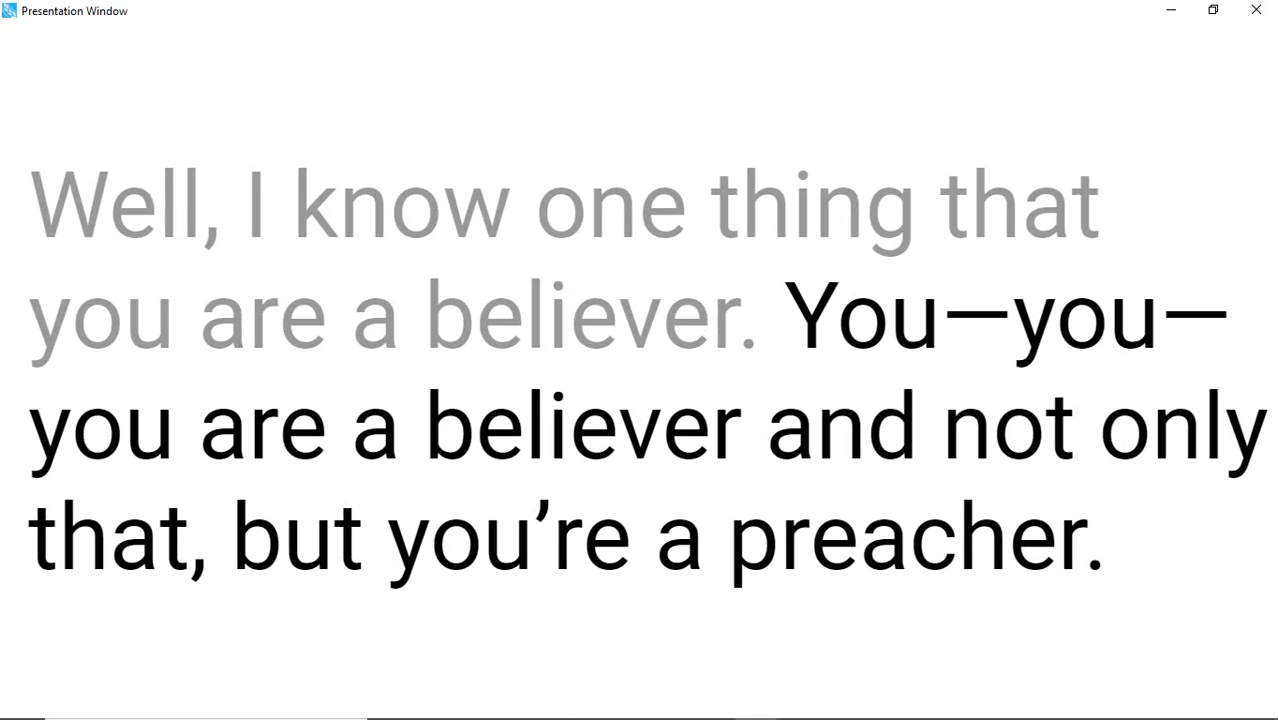 Presentation Window
Well, I know one thing that
you are a believer. You—you—
you are a believer and not only
that, but you’re a preacher.